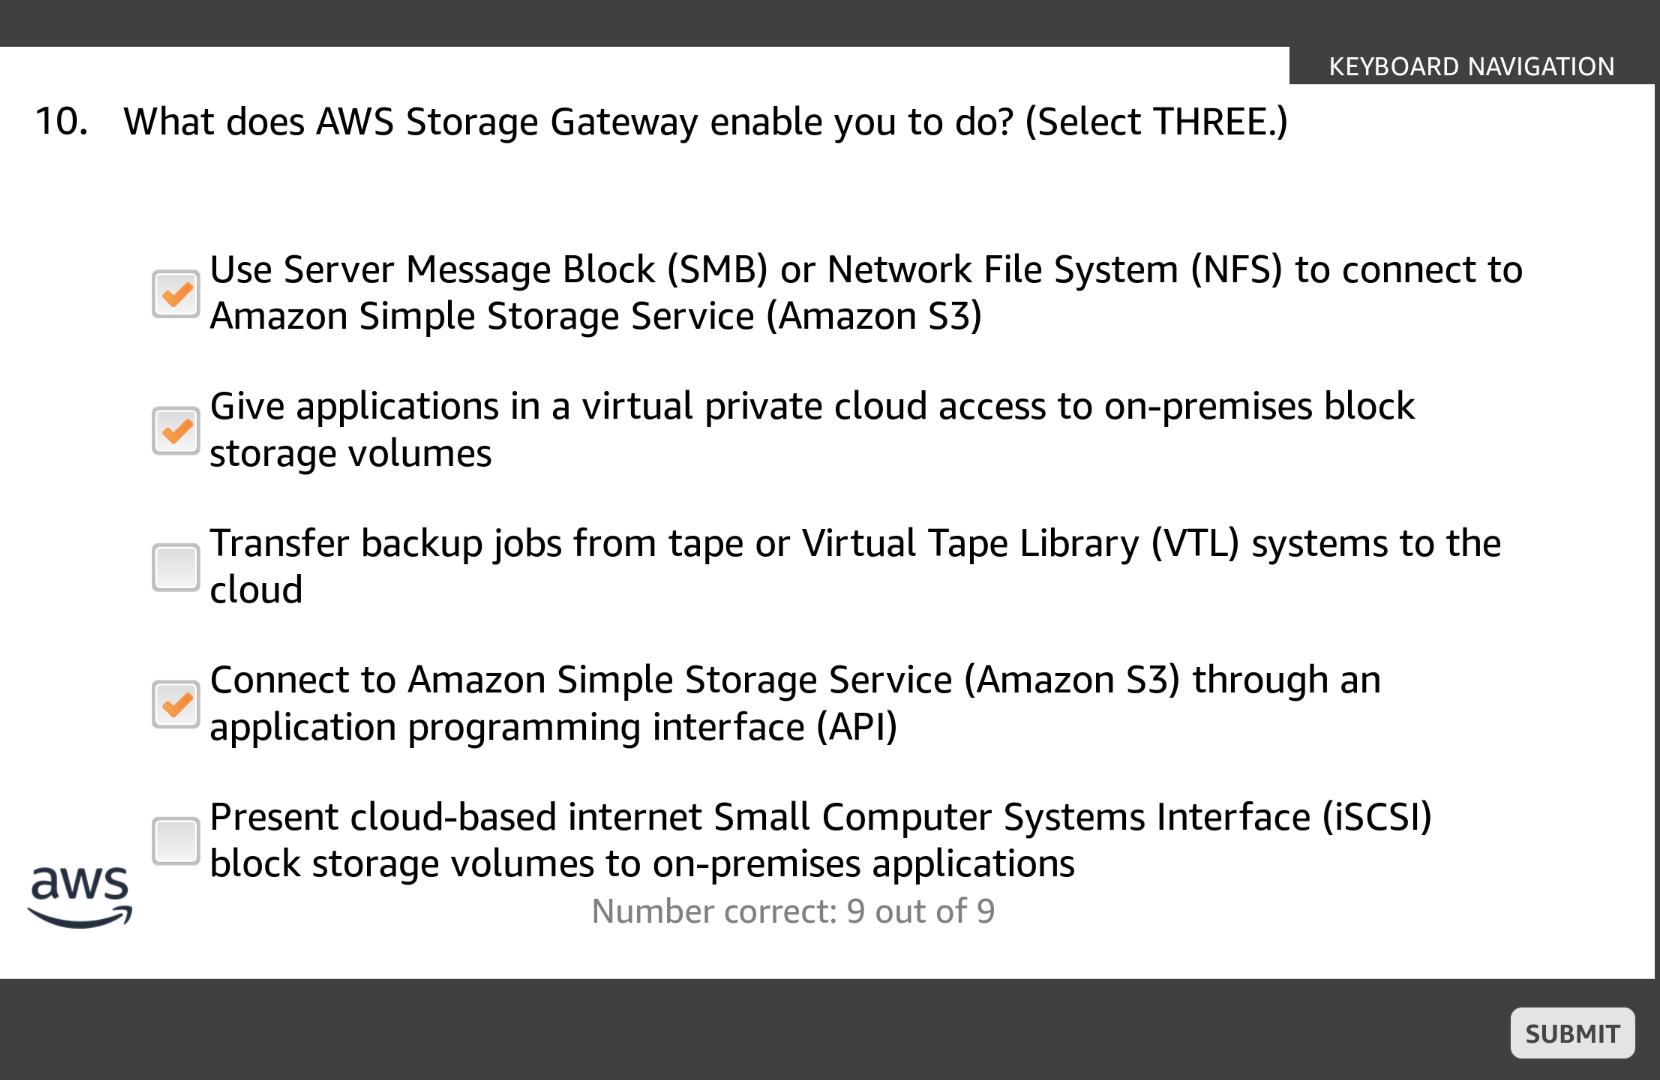 KEYBOARD NAVIGATION
10. What does AWS Storage Gateway enable you to do? (Select THREE.)
Use Server Message Block (SMB) or Network File System (NFS) to connect to
Amazon Simple Storage Service (Amazon S3)
Give applications in a virtual private cloud access to on-premises block
storage volumes
Transfer backup jobs from tape or Virtual Tape Library (VTL) systems to the
cloud
Connect to Amazon Simple Storage Service (Amazon S3) through an
application programming interface (API)
Present cloud-based internet Small Computer Systems Interface (iSCSI)
block storage volumes to on-premises applications
aws
Number correct: 9 out of 9
SUBMIT